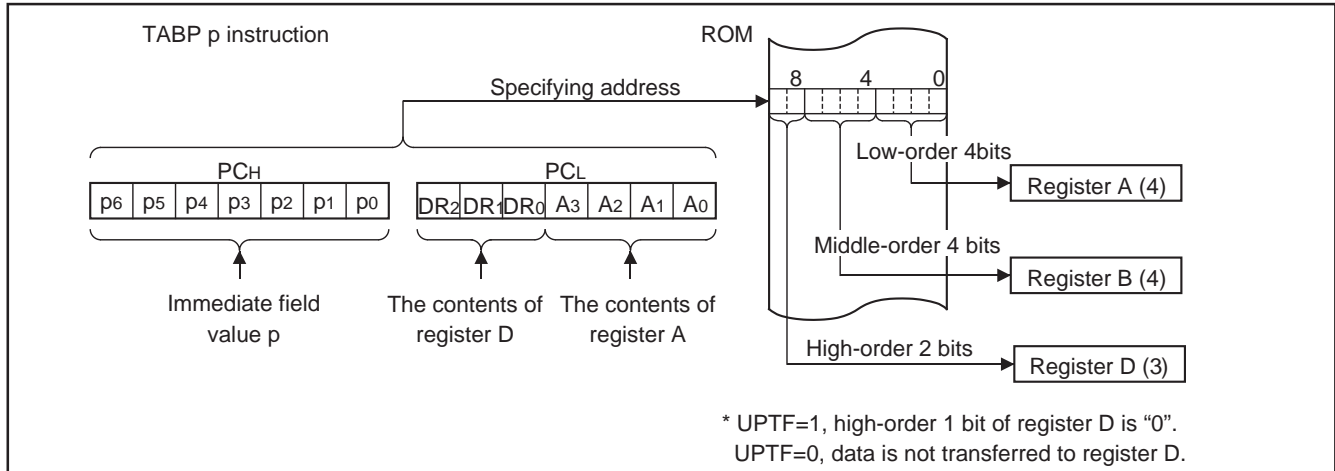 TABP p instruction
ROM
8 4 0
Specifying address
Low-order 4bits
Register A (4)
PCH
PCL
p6 p5 p4 p3 p2 p1 p0
DR2 DR1 DR0 A3 A2 A1 A0
Middle-order 4 bits
Register B (4)
Immediate field
value p
The contents of
register D
The contents of
register A
High-order 2 bits
Register D (3)
* UPTF=1, high-order 1 bit of register D is “0”.
UPTF=0, data is not transferred to register D.